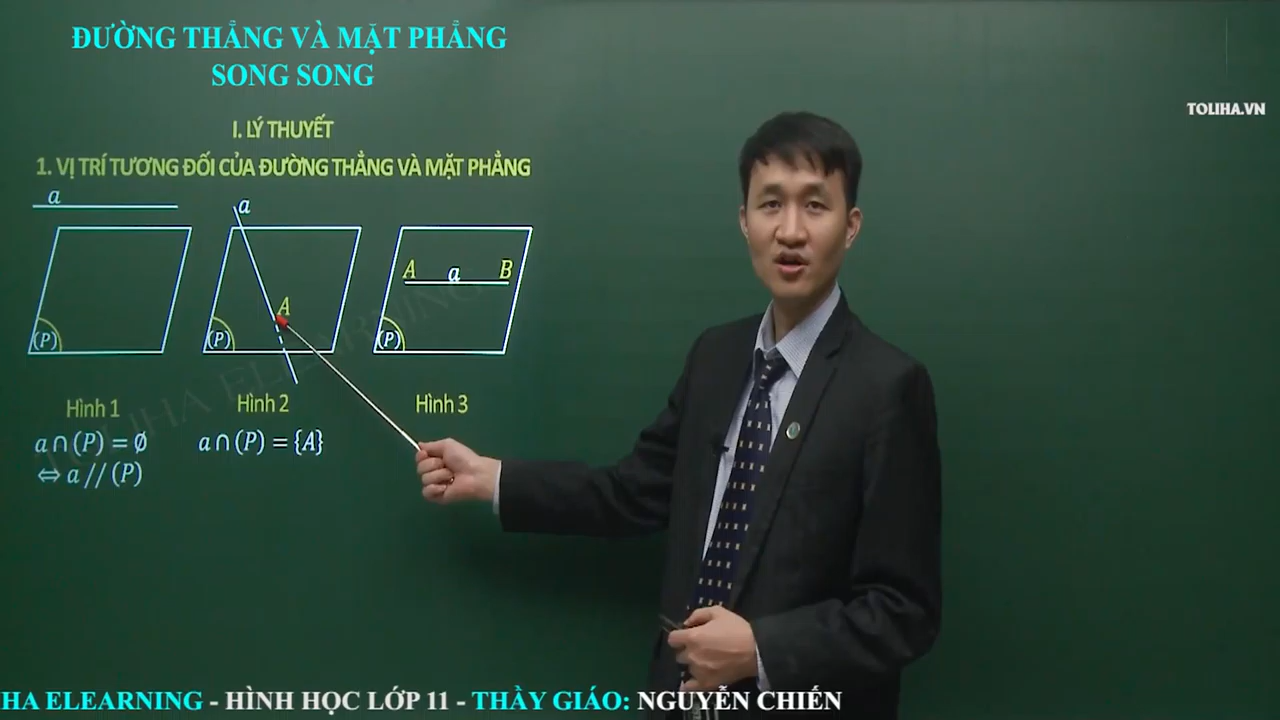 ĐƯỜNG THẲNG VÀ MẶT PHẲNG
SONG SONG
TOLIHA.VN
I. LÝ THUYẾT
1. VỊ TRÍ TƯƠNG ĐỐI CỦA ĐƯỜNG THẲNG VÀ MẶT PHẲNG
a
a
A
(P)
(P)
A a B
(P)
Hình 1
Hình 2
Hình 3
a ∩ (P) = ∅
⇔ a // (P)
a ∩ (P) = {A}
HA ELEARNING - HÌNH HỌC LỚP 11 - THẦY GIÁO: NGUYỄN CHIẾN